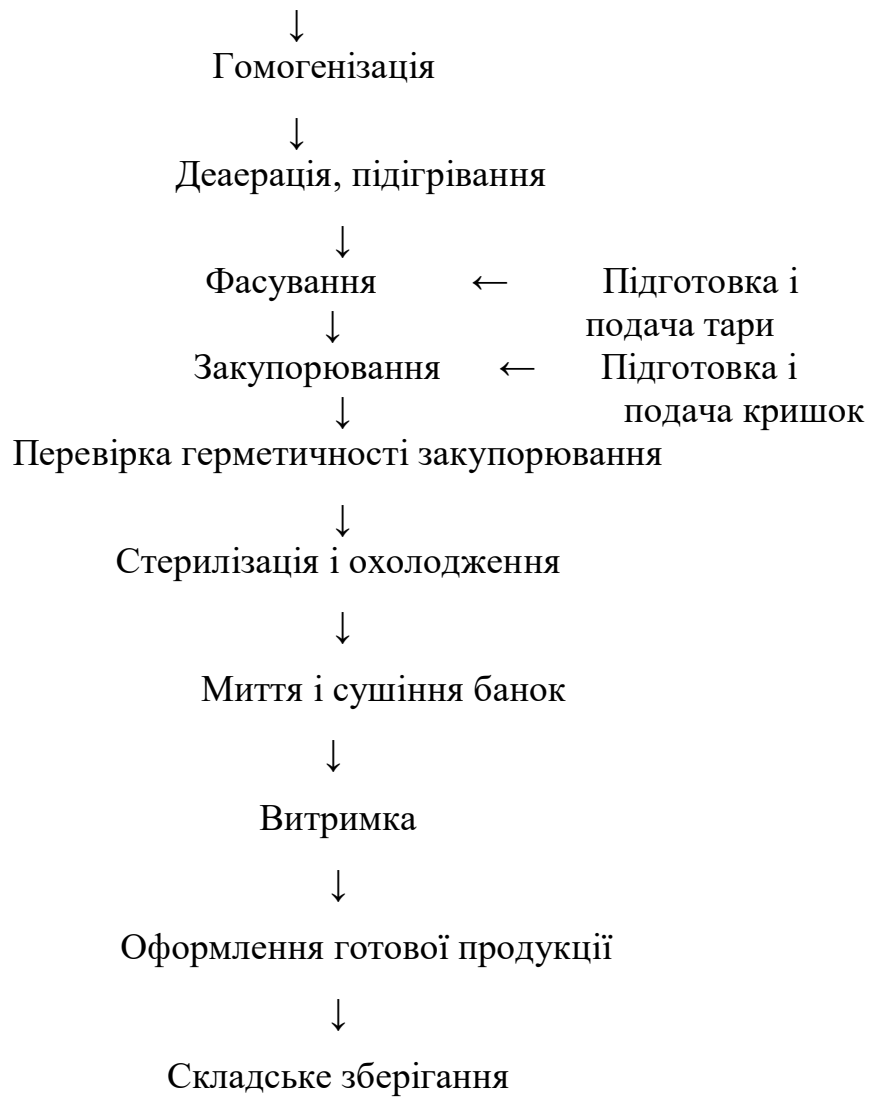 ↓
Гомогенізація
↓
Деаерація, підігрівання
↓
Фасування ← Підготовка і
↓ подача тари
Закупорювання ← Підготовка і
↓ подача кришок
Перевірка герметичності закупорювання
↓
Стерилізація і охолодження
↓
Миття і сушіння банок
↓
Витримка
↓
Оформлення готової продукції
↓
Складське зберігання